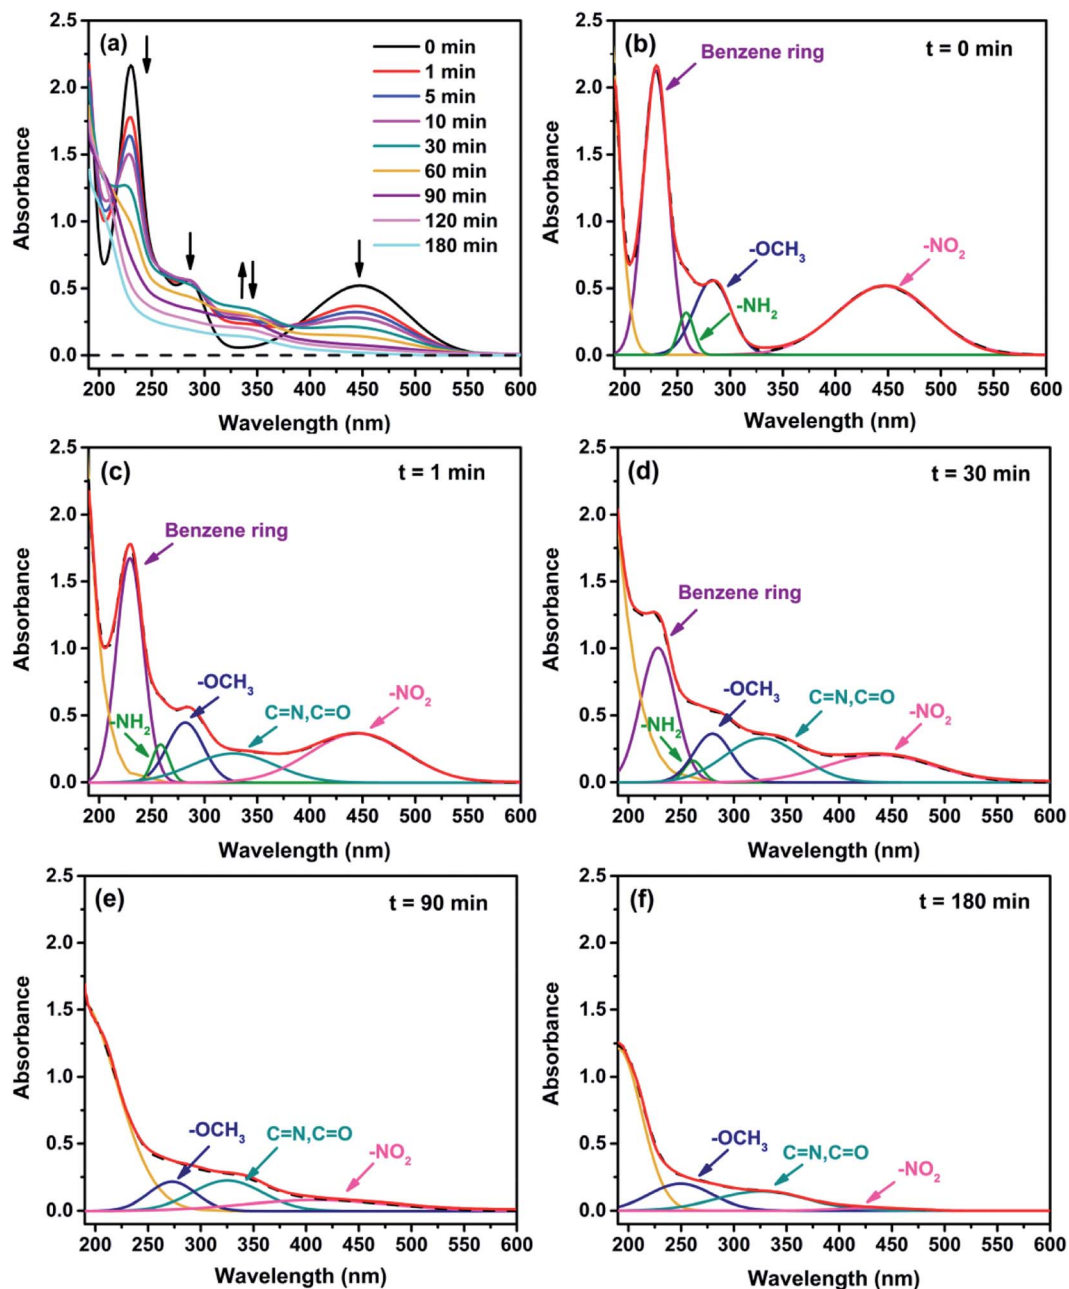 (a)
0 min
1 min
5 min
10 min
30 min
60 min
90 min
120 min
180 min
2.5
2.0
1.5
1.0
0.5
0.0
Absorbance
200 250 300 350 400 450 500 550 600
Wavelength (nm)
(b)
t = 0 min
Benzene ring
-OCH3
-NH2
-NO2
2.5
2.0
1.5
1.0
0.5
0.0
Absorbance
200 250 300 350 400 450 500 550 600
Wavelength (nm)
(c)
t = 1 min
Benzene ring
-OCH3
-NH2
C=N,C=O
-NO2
2.5
2.0
1.5
1.0
0.5
0.0
Absorbance
200 250 300 350 400 450 500 550 600
Wavelength (nm)
(d)
t = 30 min
Benzene ring
-OCH3
-NH2
C=N,C=O
-NO2
2.5
2.0
1.5
1.0
0.5
0.0
Absorbance
200 250 300 350 400 450 500 550 600
Wavelength (nm)
(e)
t = 90 min
-OCH3
C=N,C=O
-NO2
2.5
2.0
1.5
1.0
0.5
0.0
Absorbance
200 250 300 350 400 450 500 550 600
Wavelength (nm)
(f)
t = 180 min
-OCH3
C=N,C=O
-NO2
2.5
2.0
1.5
1.0
0.5
0.0
Absorbance
200 250 300 350 400 450 500 550 600
Wavelength (nm)